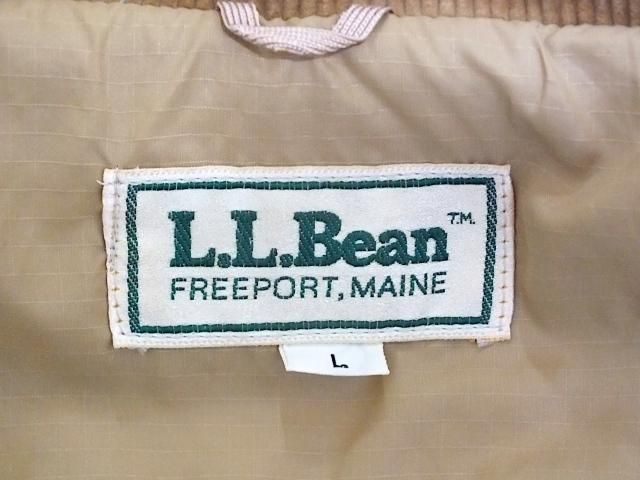 L.L.Bean T.M.
FREEPORT, MAINE
L.